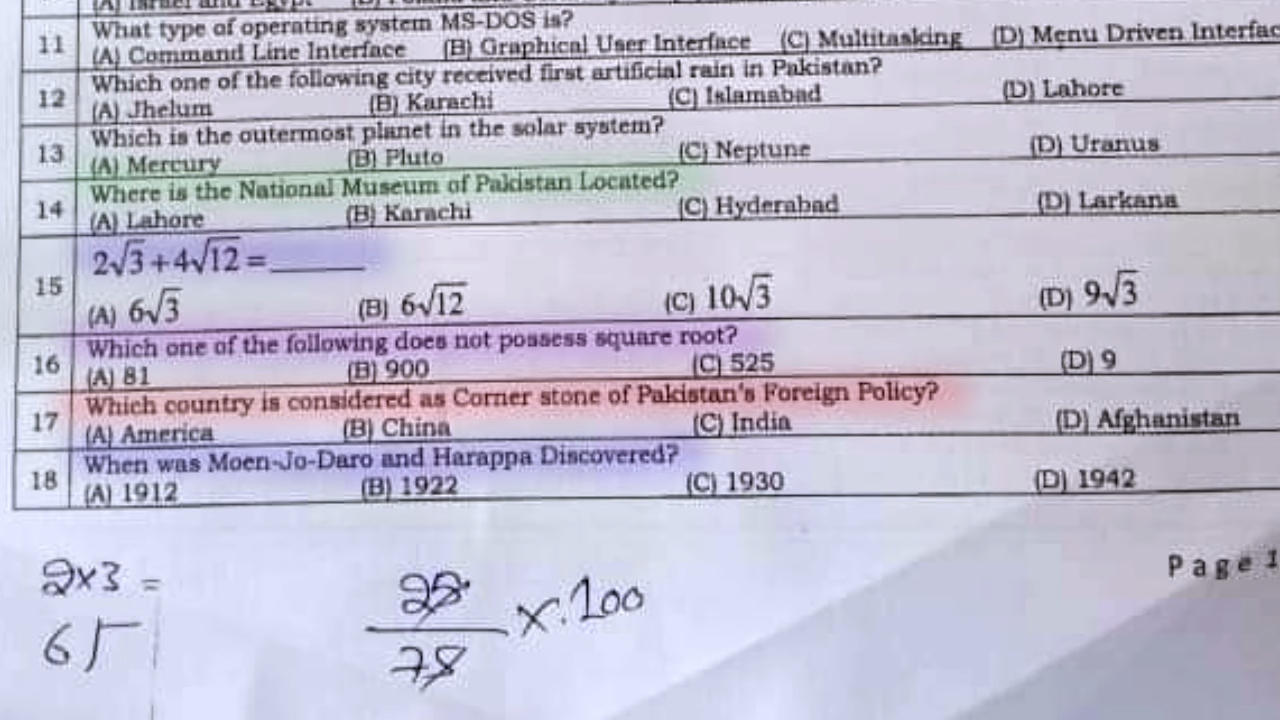 (A) Israel and Egypt
11 What type of operating system MS-DOS is?
(A) Command Line Interface (B) Graphical User Interface (C) Multitasking (D) Menu Driven Interfac
12 Which one of the following city received first artificial rain in Pakistan?
(A) Jhelum (B) Karachi (C) Islamabad (D) Lahore
13 Which is the outermost planet in the solar system?
(A) Mercury (B) Pluto (C) Neptune (D) Uranus
14 Where is the National Museum of Pakistan Located?
(A) Lahore (B) Karachi (C) Hyderabad (D) Larkana
15 2√3+4√12=______
(A) 6√3 (B) 6√12 (C) 10√3 (D) 9√3
16 Which one of the following does not possess square root?
(A) 81 (B) 900 (C) 525 (D) 9
17 Which country is considered as Corner stone of Pakistan's Foreign Policy?
(A) America (B) China (C) India (D) Afghanistan
18 When was Moen-Jo-Daro and Harappa Discovered?
(A) 1912 (B) 1922 (C) 1930 (D) 1942
Page 1
2x3 =
6√
x.100